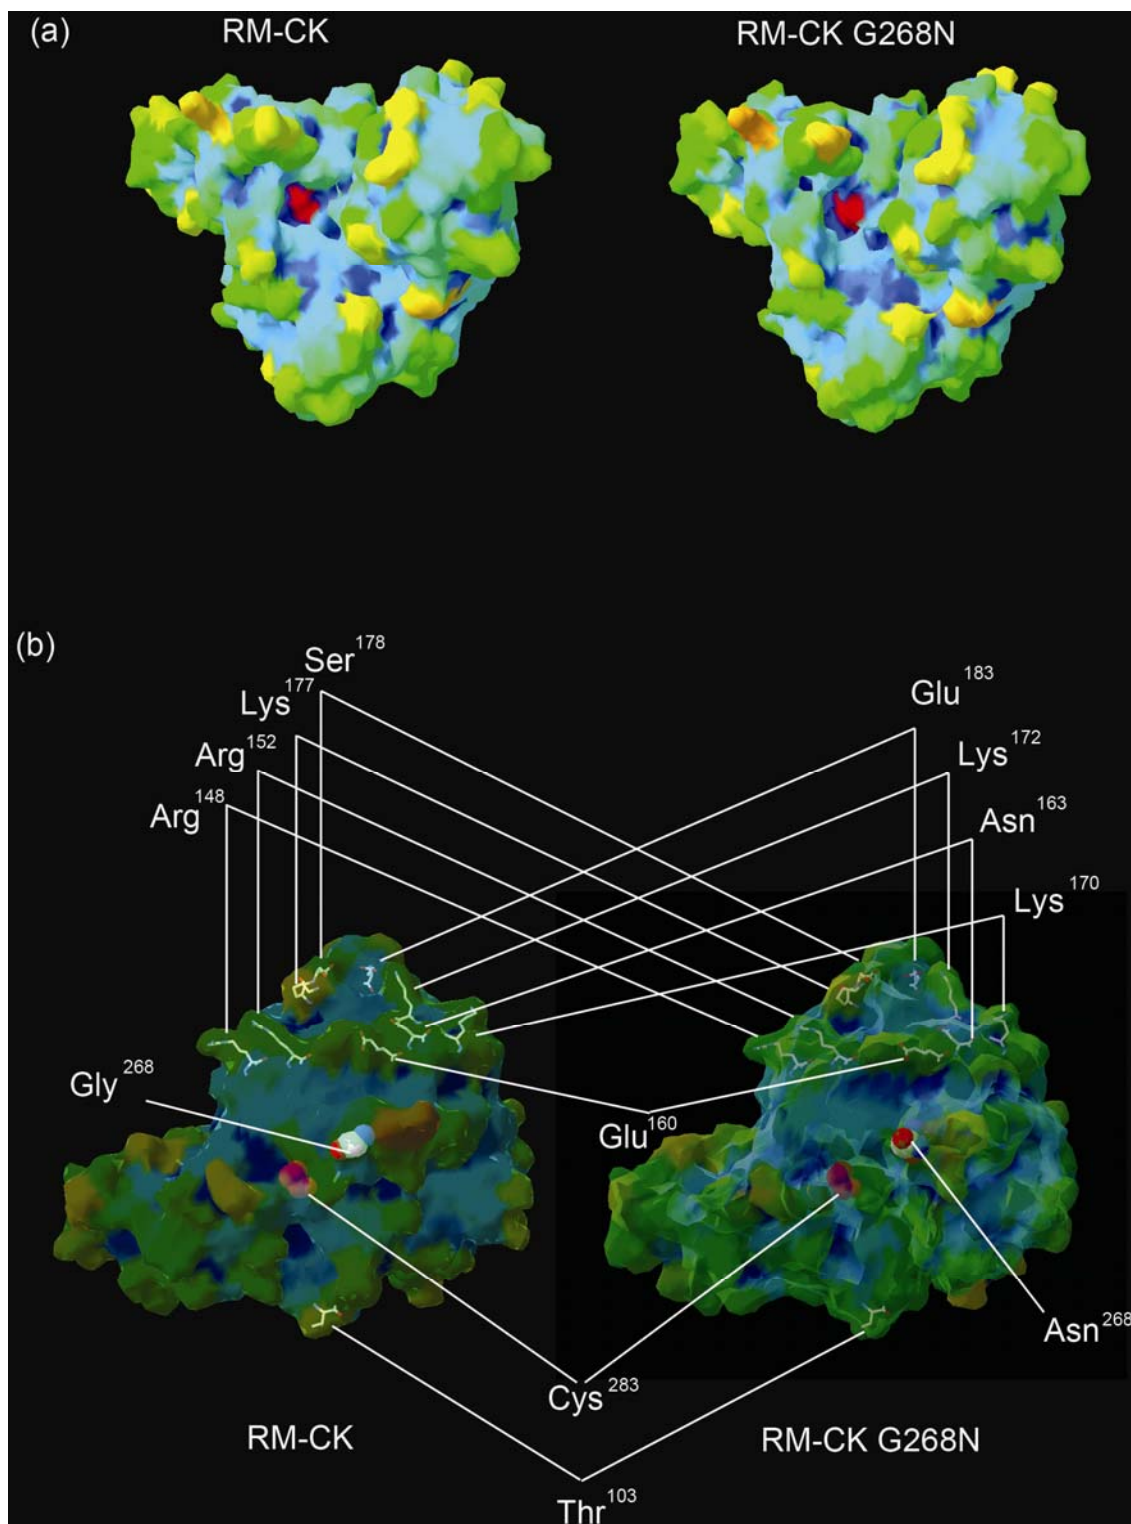 (a) RM-CK RM-CK G268N
(b)
Ser178
Lys177
Arg152
Arg148
Glu183
Lys172
Asn163
Lys170
Gly268
Glu160
Asn268
Cys283
RM-CK RM-CK G268N
Thr103